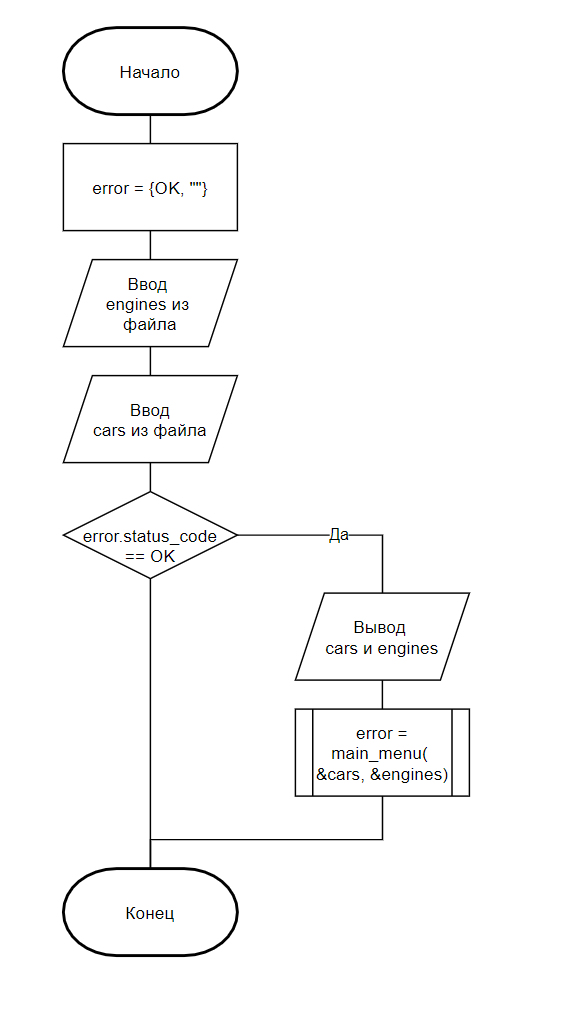 Начало
error = {OK, ""}
Ввод
engines из
файла
Ввод
cars из файла
error.status_code
== OK
Да
Вывод
cars и engines
error =
main_menu(
&cars, &engines)
Конец